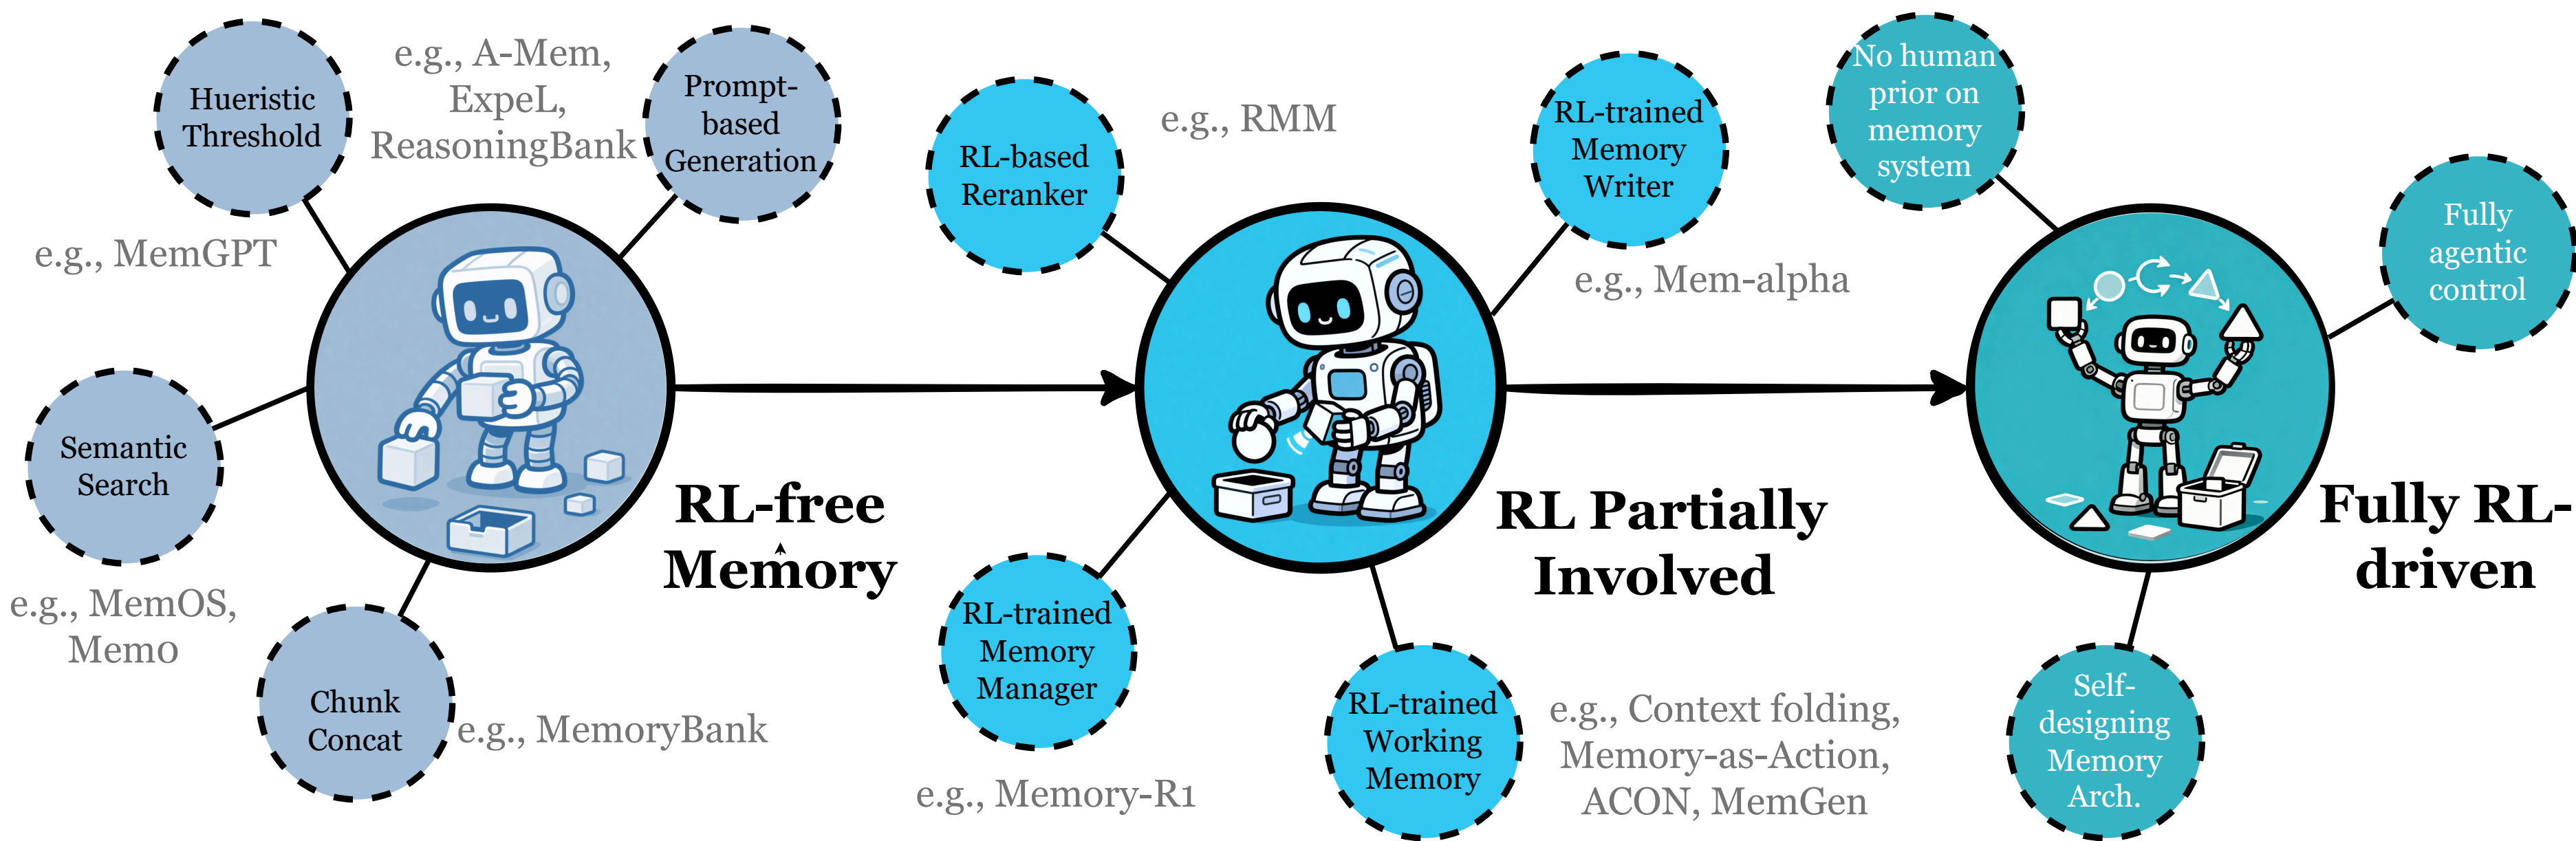 Hueristic
Threshold
e.g., A-Mem,
ExpeL,
ReasoningBank
Prompt-
based
Generation
e.g., MemGPT
Semantic
Search
e.g., MemOS,
Mem0
Chunk
Concat
e.g., MemoryBank
RL-free
Memory
RL-based
Reranker
e.g., RMM
RL-trained
Memory
Writer
e.g., Mem-alpha
RL-trained
Memory
Manager
e.g., Memory-R1
RL-trained
Working
Memory
e.g., Context folding,
Memory-as-Action,
ACON, MemGen
RL Partially
Involved
No human
prior on
memory
system
Fully
agentic
control
Self-
designing
Memory
Arch.
Fully RL-
driven